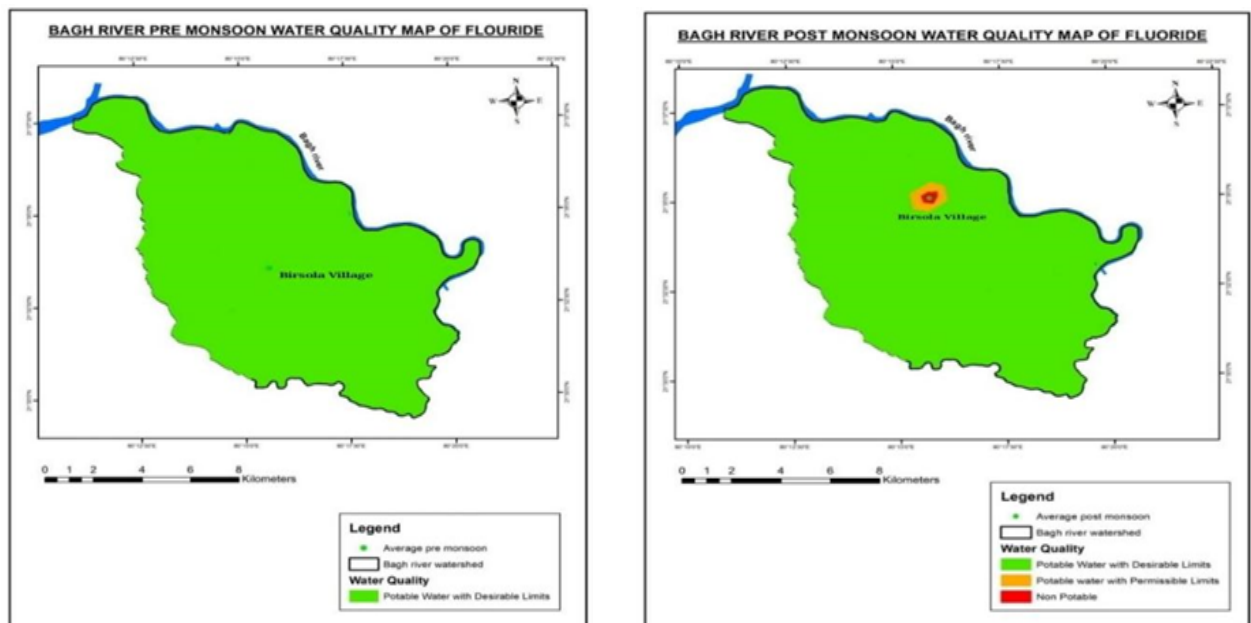 BAGH RIVER PRE MONSOON WATER QUALITY MAP OF FLOURIDE
N
W E
S
Bagh river
Birsola Village
0 1 2 4 6 8
Kilometers
Legend
Average pre monsoon
Bagh river watershed
Water Quality
Potable Water with Desirable Limits
BAGH RIVER POST MONSOON WATER QUALITY MAP OF FLUORIDE
N
W E
S
Bagh river
Birsola Village
0 1 2 4 6 8
Kilometers
Legend
Average post monsoon
Bagh river watershed
Water Quality
Potable Water with Desirable Limits
Potable water with Permissible Limits
Non Potable